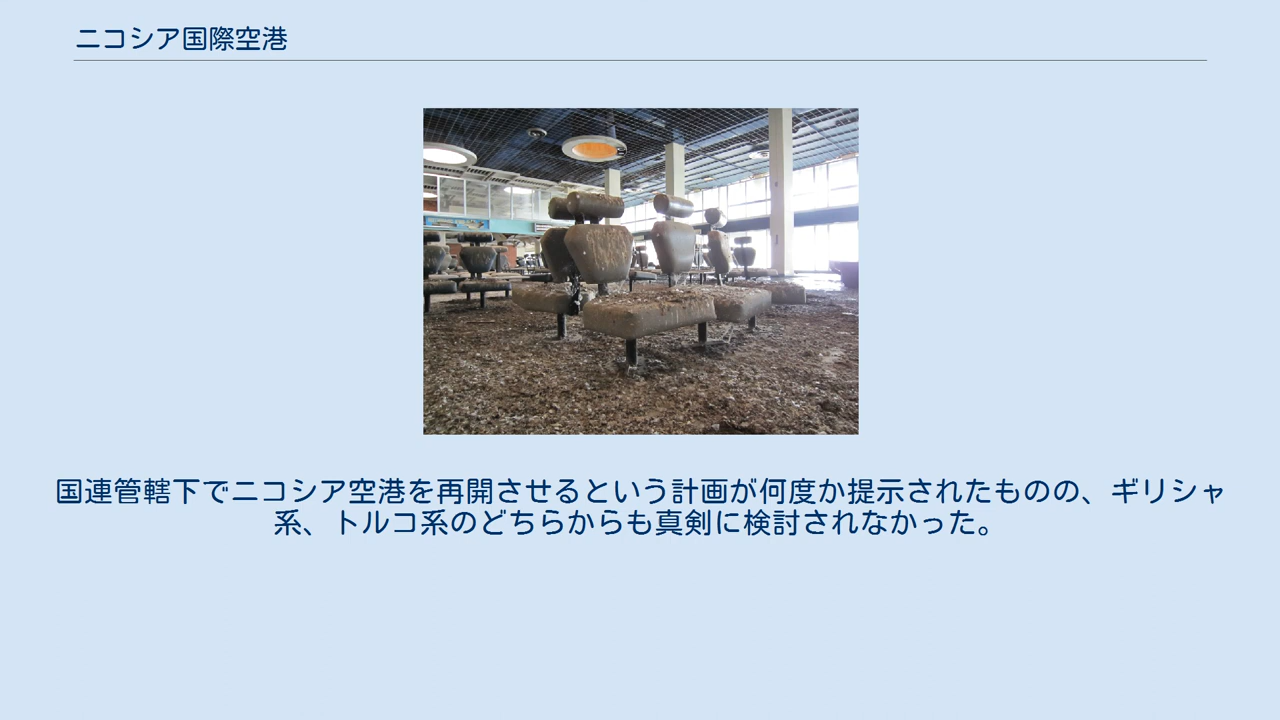 ニコシア国際空港
国連管轄下でニコシア空港を再開させるという計画が何度か提示されたものの、ギリシャ
系、トルコ系のどちらからも真剣に検討されなかった。